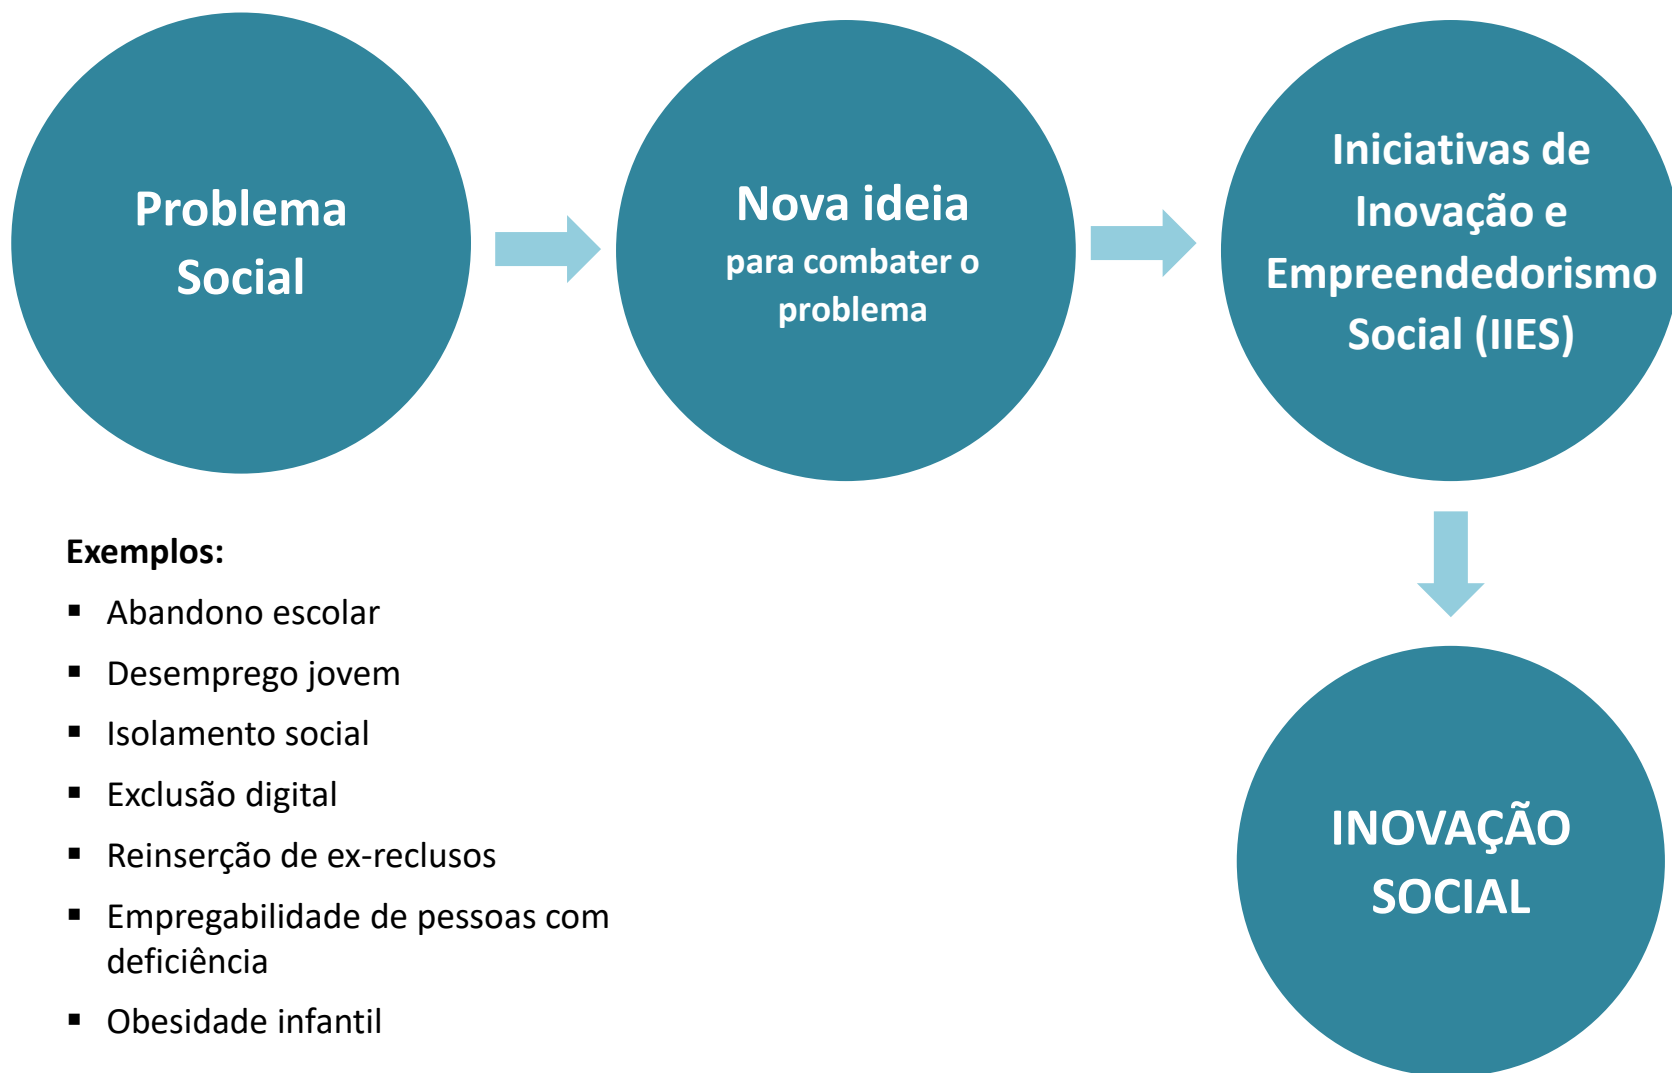 Problema
Social
Nova ideia
para combater o
problema
Iniciativas de
Inovação e
Empreendedorismo
Social (IIES)
Exemplos:
▪ Abandono escolar
▪ Desemprego jovem
▪ Isolamento social
▪ Exclusão digital
▪ Reinserção de ex-reclusos
▪ Empregabilidade de pessoas com
deficiência
▪ Obesidade infantil
INOVAÇÃO
SOCIAL